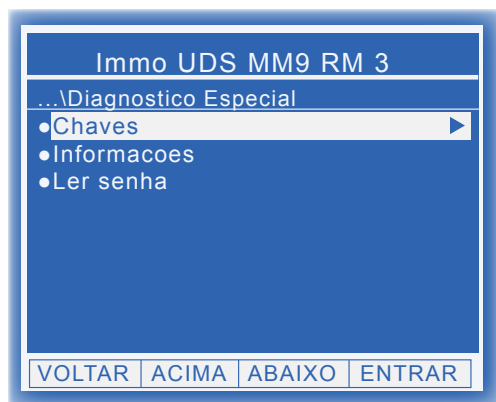 Immo UDS MM9 RM 3
...\Diagnostico Especial
●Chaves
●Informacoes
●Ler senha
VOLTAR ACIMA ABAIXO ENTRAR